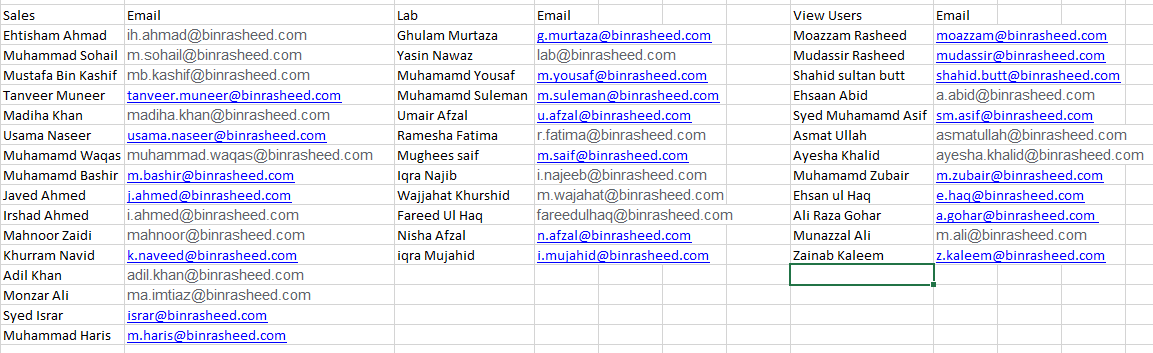 Sales Email Lab Email View Users Email
Ehtisham Ahmad ih.ahmad@binrasheed.com Ghulam Murtaza g.murtaza@binrasheed.com Moazzam Rasheed moazzam@binrasheed.com
Muhammad Sohail m.sohail@binrasheed.com Yasin Nawaz lab@binrasheed.com Mudassir Rasheed mudassir@binrasheed.com
Mustafa Bin Kashif mb.kashif@binrasheed.com Muhamamd Yousaf m.yousaf@binrasheed.com Shahid sultan butt shahid.butt@binrasheed.com
Tanveer Muneer tanveer.muneer@binrasheed.com Muhamamd Suleman m.suleman@binrasheed.com Ehsaan Abid a.abid@binrasheed.com
Madiha Khan madiha.khan@binrasheed.com Umair Afzal u.afzal@binrasheed.com Syed Muhamamd Asif sm.asif@binrasheed.com
Usama Naseer usama.naseer@binrasheed.com Ramesha Fatima r.fatima@binrasheed.com Asmat Ullah asmatullah@binrasheed.com
Muhamamd Waqas muhammad.waqas@binrasheed.com Mughees saif m.saif@binrasheed.com Ayesha Khalid ayesha.khalid@binrasheed.com
Muhamamd Bashir m.bashir@binrasheed.com Iqra Najib i.najeeb@binrasheed.com Muhamamd Zubair m.zubair@binrasheed.com
Javed Ahmed j.ahmed@binrasheed.com Wajjahat Khurshid m.wajahat@binrasheed.com Ehsan ul Haq e.haq@binrasheed.com
Irshad Ahmed i.ahmed@binrasheed.com Fareed Ul Haq fareedulhaq@binrasheed.com Ali Raza Gohar a.gohar@binrasheed.com
Mahnoor Zaidi mahnoor@binrasheed.com Nisha Afzal n.afzal@binrasheed.com Munazzal Ali m.ali@binrasheed.com
Khurram Navid k.naveed@binrasheed.com iqra Mujahid i.mujahid@binrasheed.com Zainab Kaleem z.kaleem@binrasheed.com
Adil Khan adil.khan@binrasheed.com
Monzar Ali ma.imtiaz@binrasheed.com
Syed Israr israr@binrasheed.com
Muhammad Haris m.haris@binrasheed.com